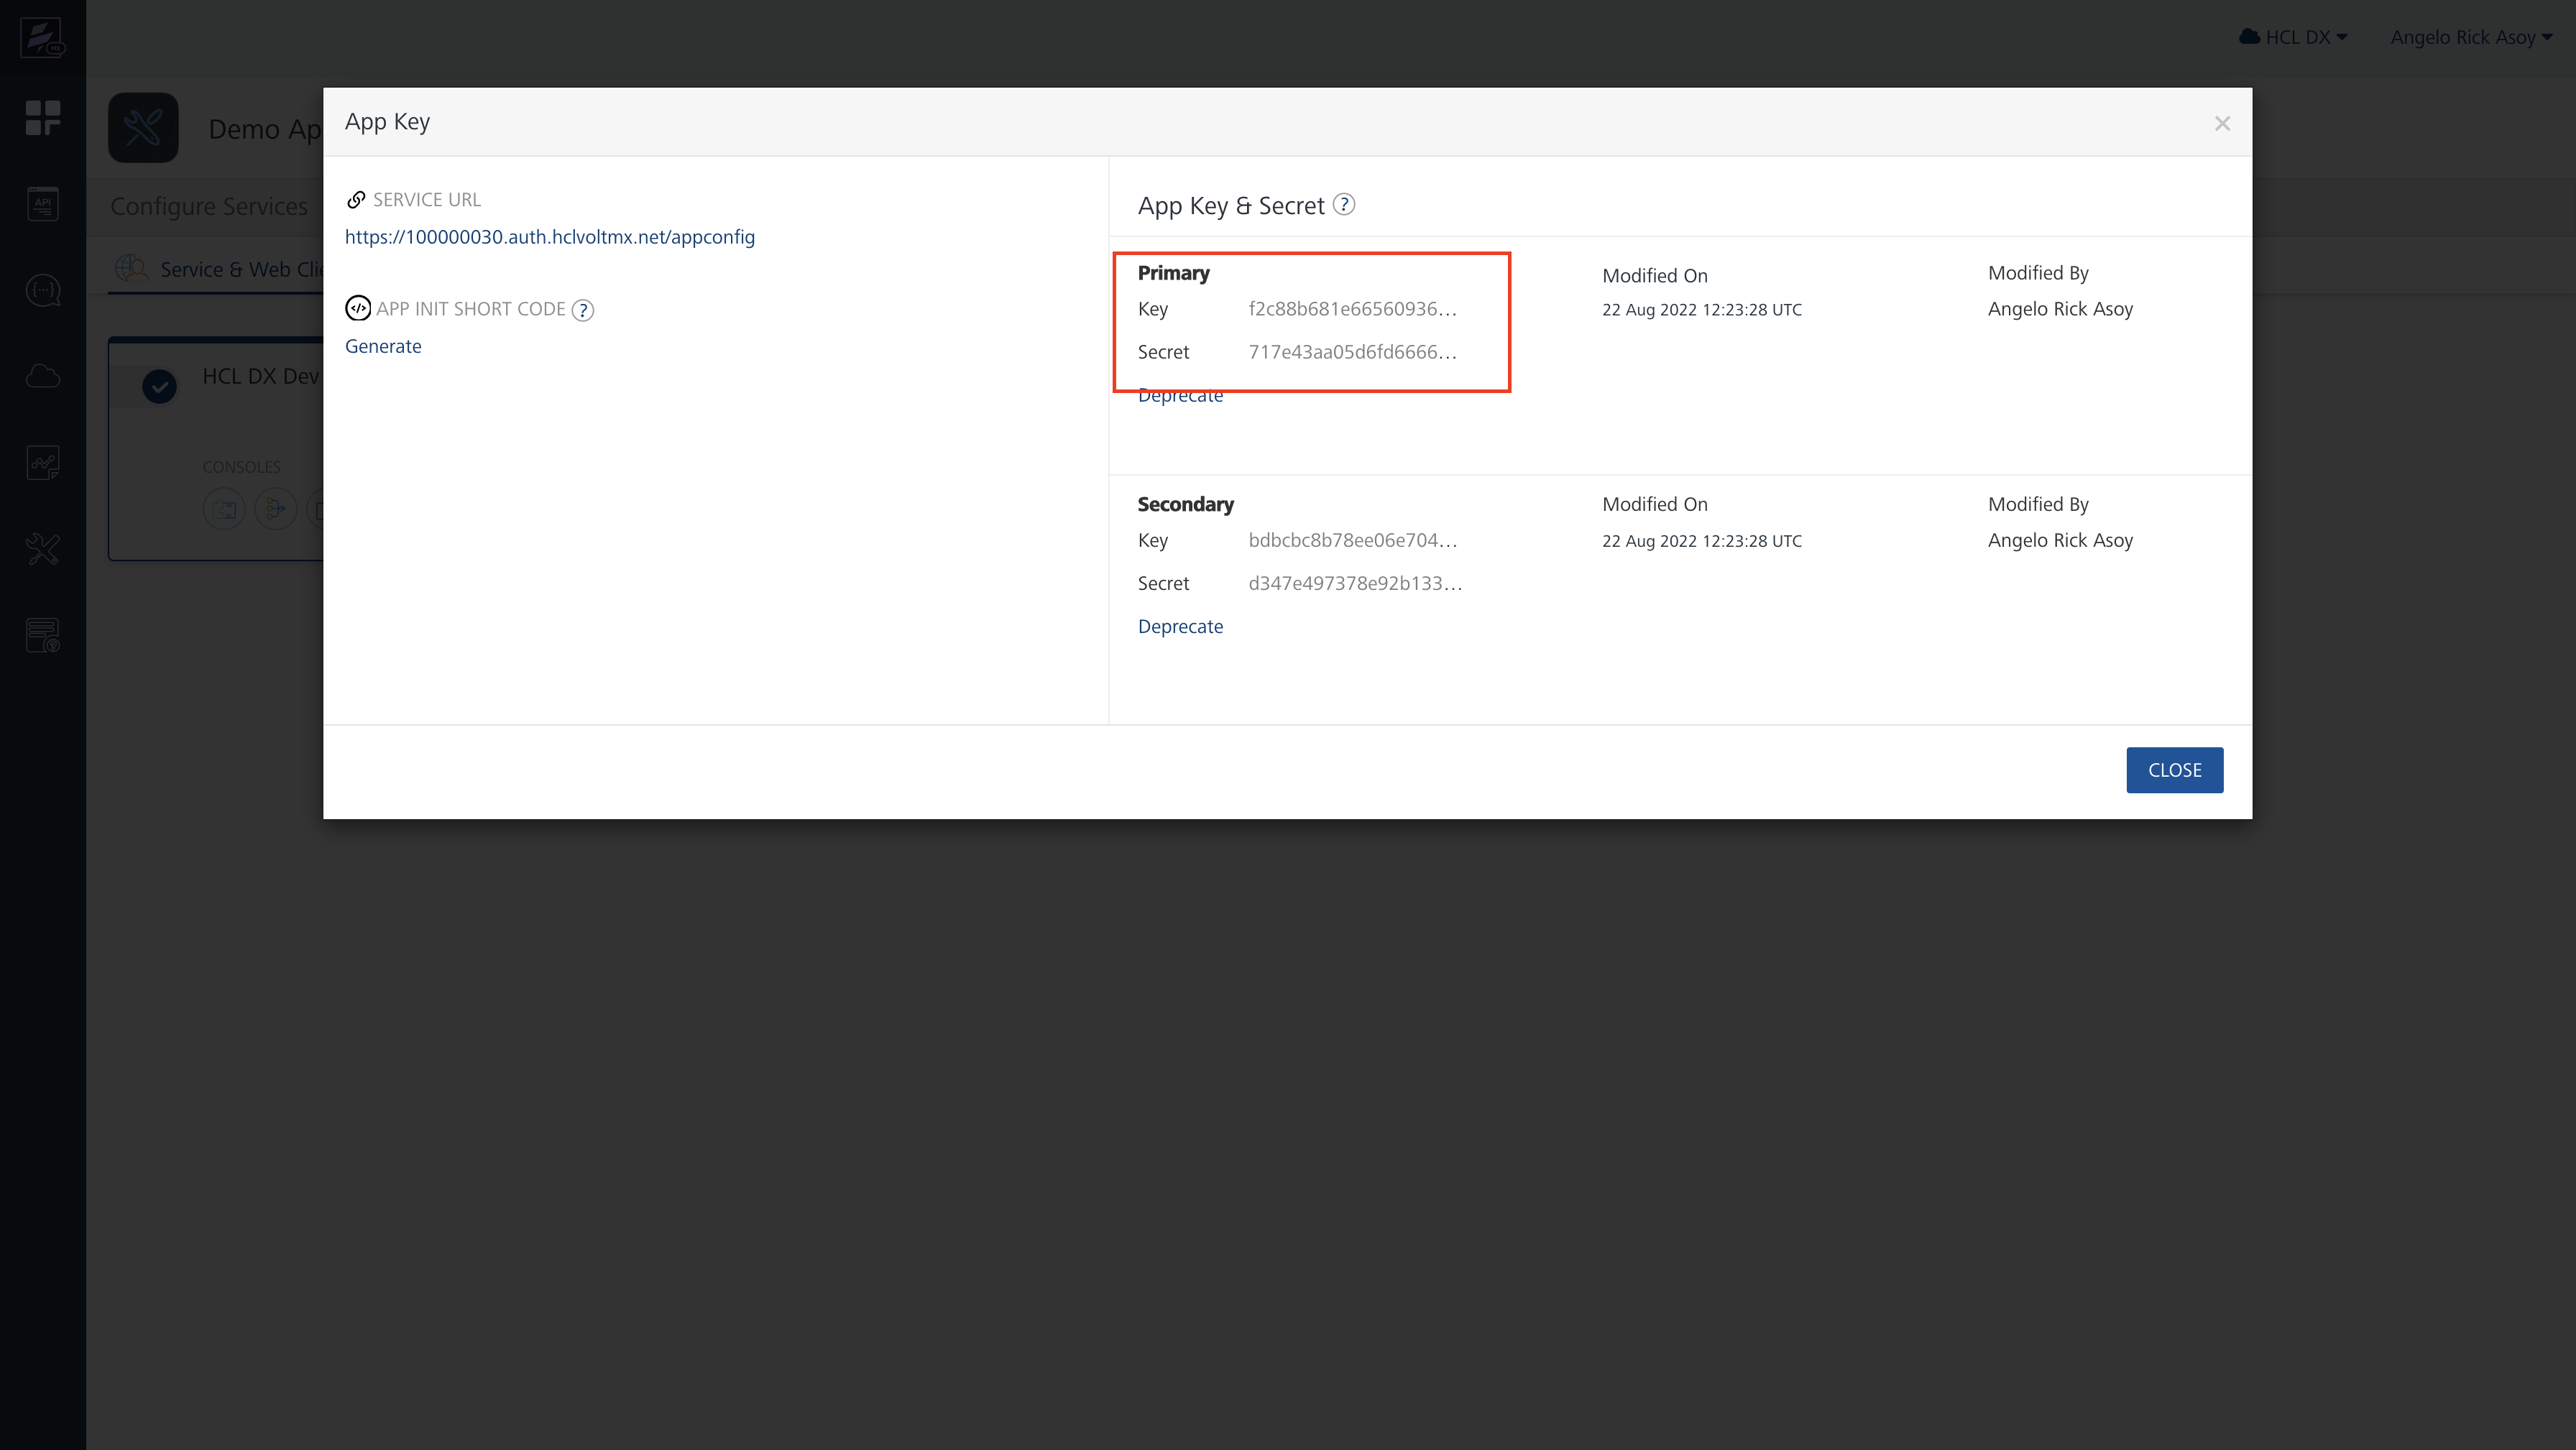 HCL DX
Angelo Rick Asoy
Demo Ap
App Key
Configure Services
Service & Web Clie
HCL DX Dev
CONSOLES
API
SERVICE URL
https://100000030.auth.hclvoltmx.net/appconfig
APP INIT SHORT CODE ?
Generate
App Key & Secret ?
Primary
Modified On
Modified By
Key
f2c88b681e66560936...
22 Aug 2022 12:23:28 UTC
Angelo Rick Asoy
Secret
717e43aa05d6fd6666...
Deprecate
Secondary
Modified On
Modified By
Key
bdbcbc8b78ee06e704...
22 Aug 2022 12:23:28 UTC
Angelo Rick Asoy
Secret
d347e497378e92b133...
Deprecate
CLOSE